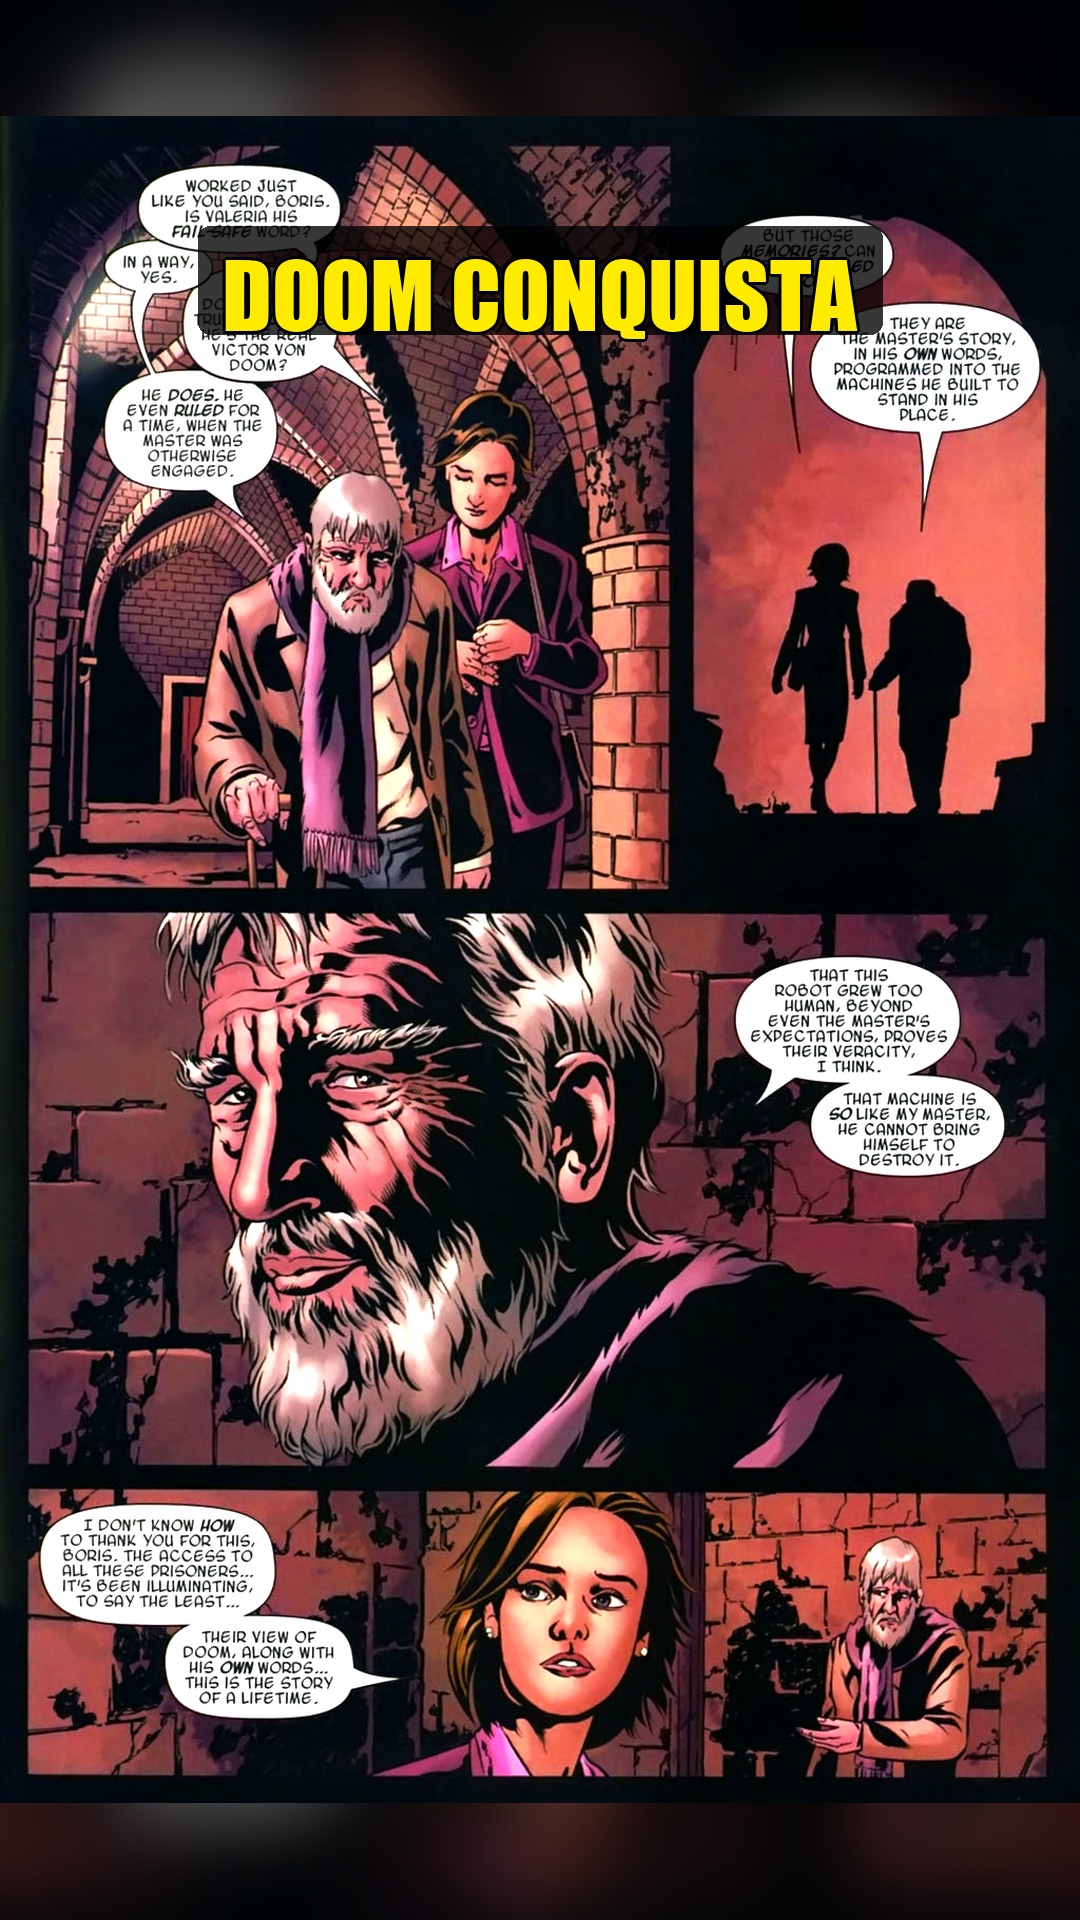 WORKED JUST
LIKE YOU SAID, BORIS.
IS VALERIA HIS
FAIL-SAFE WORD?
IN A WAY,
YES.
DOOM CONQUISTA
HE'S THE REAL
VICTOR VON
DOOM?
HE DOES. HE
EVEN RULED FOR
A TIME, WHEN THE
MASTER WAS
OTHERWISE
ENGAGED.
BUT THOSE
MEMORIES? CAN
THEY ARE
THE MASTER'S STORY,
IN HIS OWN WORDS,
PROGRAMMED INTO THE
MACHINES HE BUILT TO
STAND IN HIS
PLACE.
THAT THIS
ROBOT GREW TOO
HUMAN, BEYOND
EVEN THE MASTER'S
EXPECTATIONS, PROVES
THEIR VERACITY,
I THINK.
THAT MACHINE IS
SO LIKE MY MASTER,
HE CANNOT BRING
HIMSELF TO
DESTROY IT.
I DON'T KNOW HOW
TO THANK YOU FOR THIS,
BORIS. THE ACCESS TO
ALL THESE PRISONERS...
IT'S BEEN ILLUMINATING,
TO SAY THE LEAST...
THEIR VIEW OF
DOOM, ALONG WITH
HIS OWN WORDS...
THIS IS THE STORY
OF A LIFETIME.